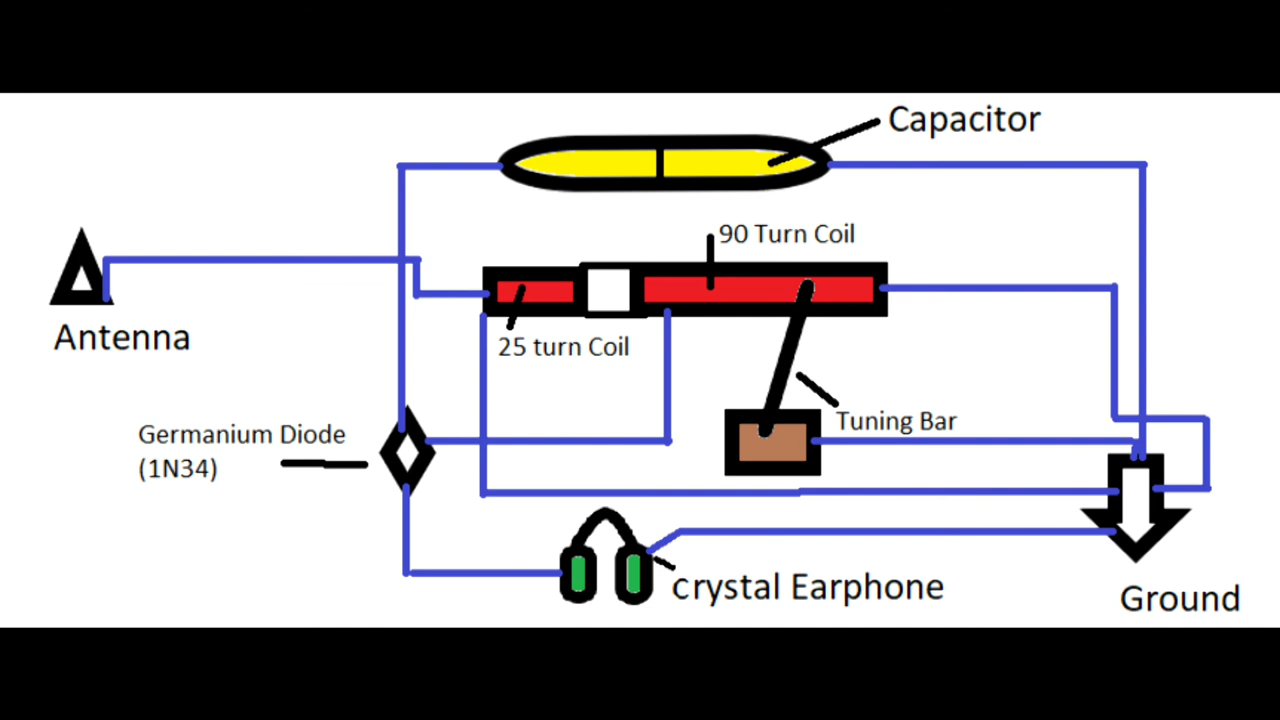 Capacitor
90 Turn Coil
25 turn Coil
Antenna
Tuning Bar
Germanium Diode
(1N34)
crystal Earphone
Ground